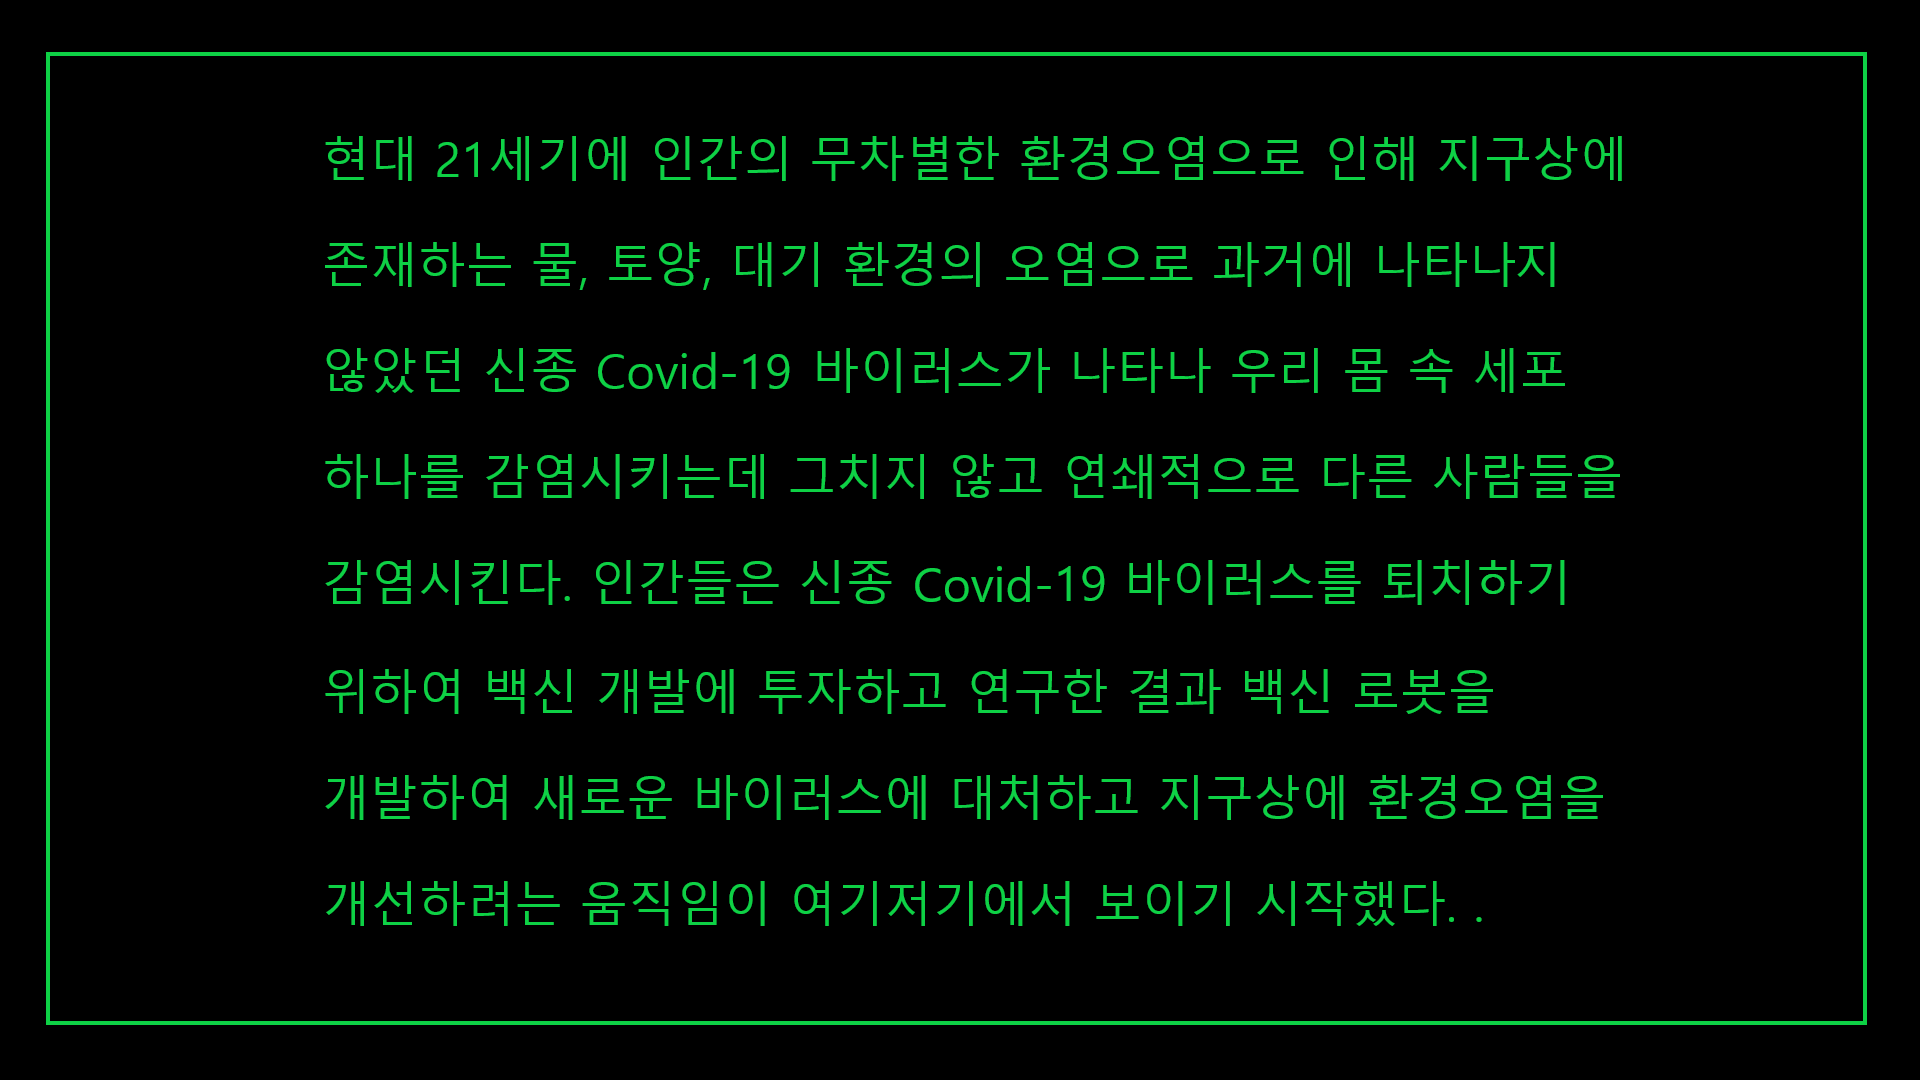 현대 21세기에 인간의 무차별한 환경오염으로 인해 지구상에
존재하는 물, 토양, 대기 환경의 오염으로 과거에 나타나지
않았던 신종 Covid-19 바이러스가 나타나 우리 몸 속 세포
하나를 감염시키는데 그치지 않고 연쇄적으로 다른 사람들을
감염시킨다. 인간들은 신종 Covid-19 바이러스를 퇴치하기
위하여 백신 개발에 투자하고 연구한 결과 백신 로봇을
개발하여 새로운 바이러스에 대처하고 지구상에 환경오염을
개선하려는 움직임이 여기저기에서 보이기 시작했다. .